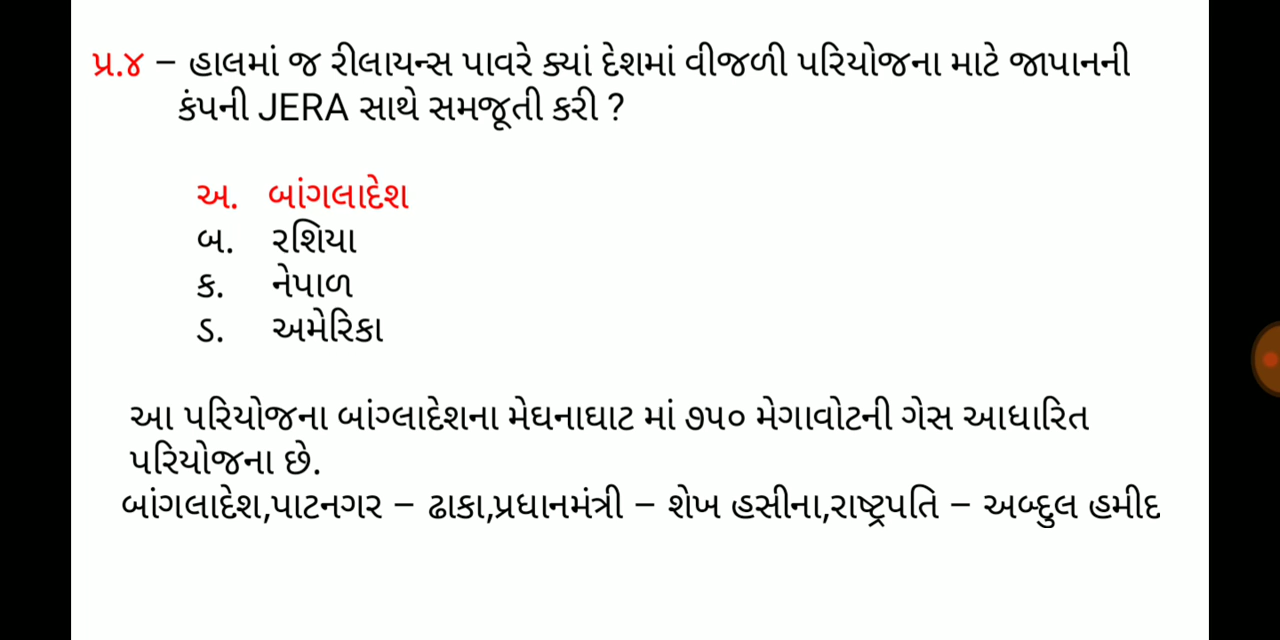 પ્ર.૪ – હાલમાં જ રીલાયન્સ પાવરે ક્યાં દેશમાં વીજળી પરિયોજના માટે જાપાનની
કંપની JERA સાથે સમજૂતી કરી ?
અ. બાંગલાદેશ
બ. રશિયા
ક. નેપાળ
ડ. અમેરિકા
આ પરિયોજના બાંગ્લાદેશના મેઘનાઘાટ માં ૭૫૦ મેગાવોટની ગેસ આધારિત
પરિયોજના છે.
બાંગલાદેશ,પાટનગર – ઢાકા,પ્રધાનમંત્રી – શેખ હસીના,રાષ્ટ્રપતિ – અબ્દુલ હમીદ